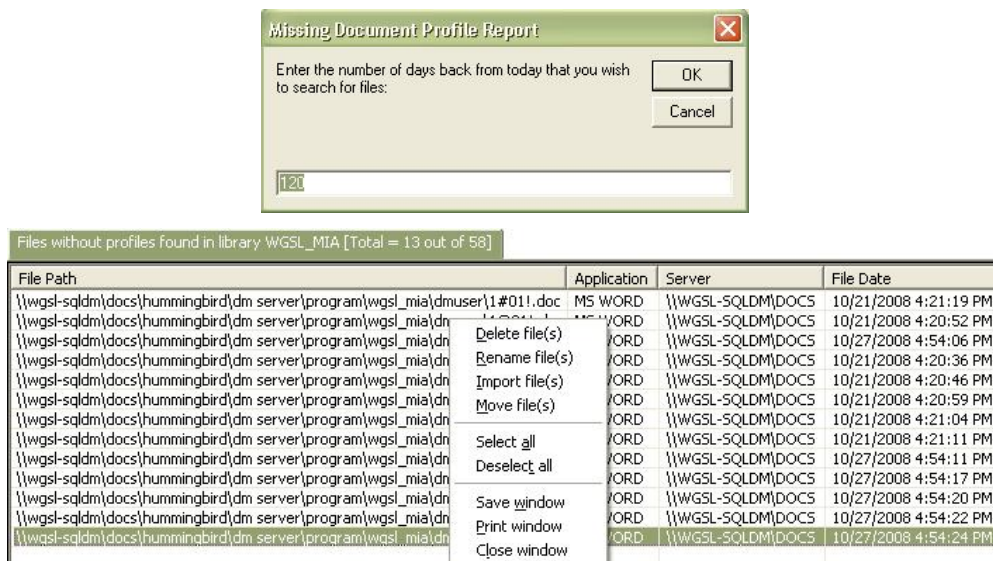 Missing Document Profile Report
Enter the number of days back from today that you wish
to search for files:
OK
Cancel
120
Files without profiles found in library WGSL_MIA [Total = 13 out of 58]
File Path Application Server File Date
\\wgsl-sqldm\docs\hummingbird\dm server\program\wgsl_mia\dmuser\1#01!.doc MS WORD \\WGSL-SQLDM\DOCS 10/21/2008 4:21:19 PM
\\wgsl-sqldm\docs\hummingbird\dm server\program\wgsl_mia\ \\WGSL-SQLDM\DOCS 10/21/2008 4:20:52 PM
\\wgsl-sqldm\docs\hummingbird\dm server\program\wgsl_mia\ \\WGSL-SQLDM\DOCS 10/27/2008 4:54:06 PM
\\wgsl-sqldm\docs\hummingbird\dm server\program\wgsl_mia\ \\WGSL-SQLDM\DOCS 10/21/2008 4:20:36 PM
\\wgsl-sqldm\docs\hummingbird\dm server\program\wgsl_mia\ \\WGSL-SQLDM\DOCS 10/21/2008 4:20:46 PM
\\wgsl-sqldm\docs\hummingbird\dm server\program\wgsl_mia\ \\WGSL-SQLDM\DOCS 10/21/2008 4:20:59 PM
\\wgsl-sqldm\docs\hummingbird\dm server\program\wgsl_mia\ \\WGSL-SQLDM\DOCS 10/21/2008 4:21:04 PM
\\wgsl-sqldm\docs\hummingbird\dm server\program\wgsl_mia\ \\WGSL-SQLDM\DOCS 10/21/2008 4:21:11 PM
\\wgsl-sqldm\docs\hummingbird\dm server\program\wgsl_mia\ \\WGSL-SQLDM\DOCS 10/27/2008 4:54:11 PM
\\wgsl-sqldm\docs\hummingbird\dm server\program\wgsl_mia\ \\WGSL-SQLDM\DOCS 10/27/2008 4:54:17 PM
\\wgsl-sqldm\docs\hummingbird\dm server\program\wgsl_mia\ \\WGSL-SQLDM\DOCS 10/27/2008 4:54:20 PM
\\wgsl-sqldm\docs\hummingbird\dm server\program\wgsl_mia\ \\WGSL-SQLDM\DOCS 10/27/2008 4:54:22 PM
\\wgsl-sqldm\docs\hummingbird\dm server\program\wgsl_mia\ \\WGSL-SQLDM\DOCS 10/27/2008 4:54:24 PM
Delete file(s)
Rename file(s)
Import file(s)
Move file(s)
Select all
Deselect all
Save window
Print window
Close window